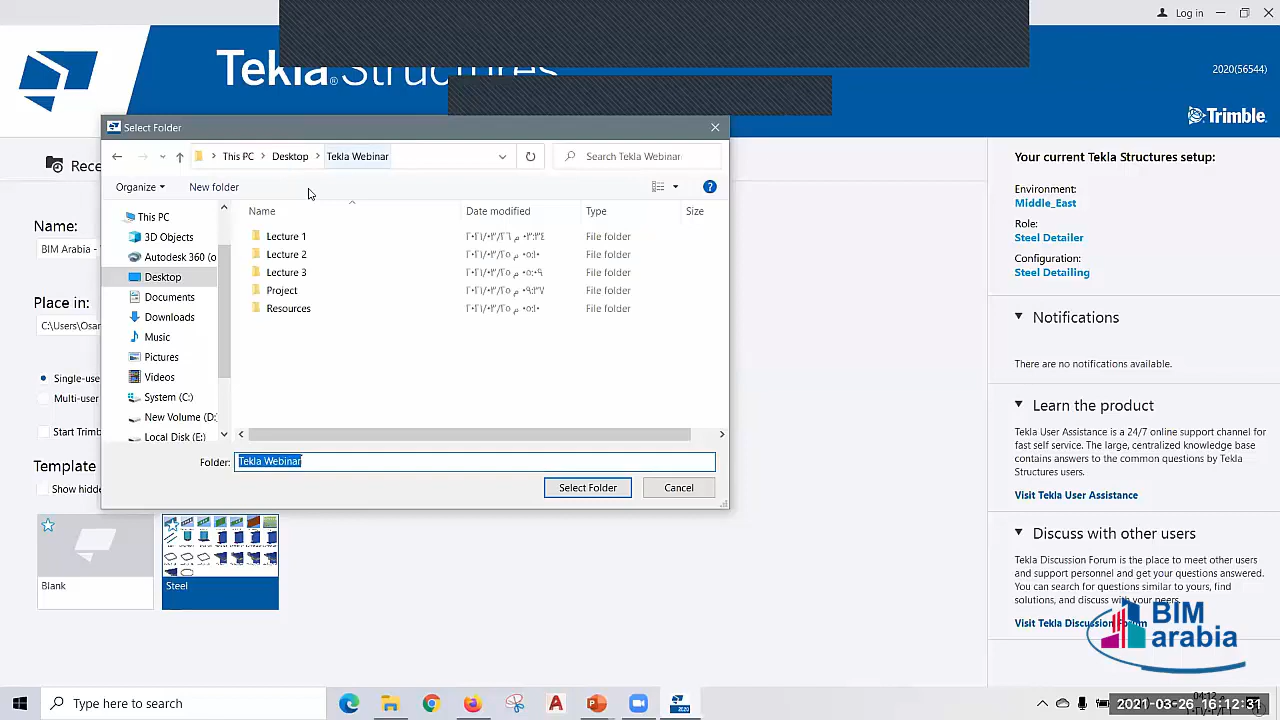 Log in
Tekla Structures
2020(56544)
Trimble
Select Folder
This PC
Desktop
Tekla Webinar
Search Tekla Webinar
Organize
New folder
Name
Date modified
Type
Size
This PC
3D Objects
Autodesk 360 (o
Desktop
Documents
Downloads
Music
Pictures
Videos
System (C:)
New Volume (D:
Local Disk (E:)
Lecture 1
File folder
Lecture 2
File folder
Lecture 3
File folder
Project
File folder
Resources
File folder
Folder:
Tekla Webinar
Select Folder
Cancel
Rece
Name:
BIM Arabia -
Place in:
C:\Users\Osar
Single-use
Multi-user
Start Trimb
Template
Show hidde
Blank
Steel
Your current Tekla Structures setup:
Environment:
Middle_East
Role:
Steel Detailer
Configuration:
Steel Detailing
Notifications
There are no notifications available.
Learn the product
Tekla User Assistance is a 24/7 online support channel for
fast self service. The large, centralized knowledge base
contains answers to the common questions by Tekla
Structures users.
Visit Tekla User Assistance
Discuss with other users
Tekla Discussion Forum is the place to meet other users
and support personnel and get your questions answered.
You can search for questions similar to yours, find
solutions, and discuss with your peers.
Visit Tekla Discussion Forum
BIM
arabia
Type here to search
2021-03-26 16:12:31